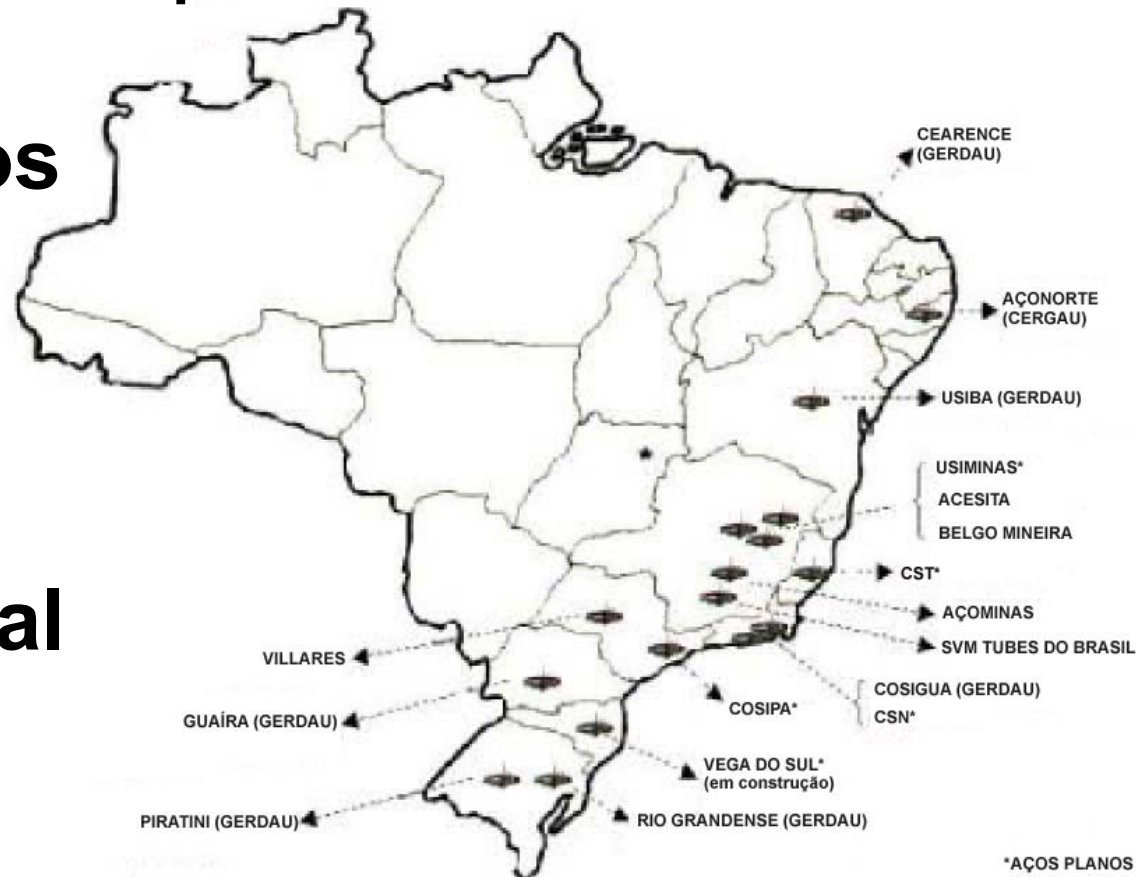 os
al
CEARENCE
(GERDAU)
AÇONORTE
(CERGAU)
USIBA (GERDAU)
USIMINAS*
ACESITA
BELGO MINEIRA
CST*
AÇOMINAS
SVM TUBES DO BRASIL
VILLARES
COSIGUA (GERDAU)
CSN*
COSIPA*
GUAÍRA (GERDAU)
VEGA DO SUL*
(em construção)
PIRATINI (GERDAU)
RIO GRANDENSE (GERDAU)
*AÇOS PLANOS